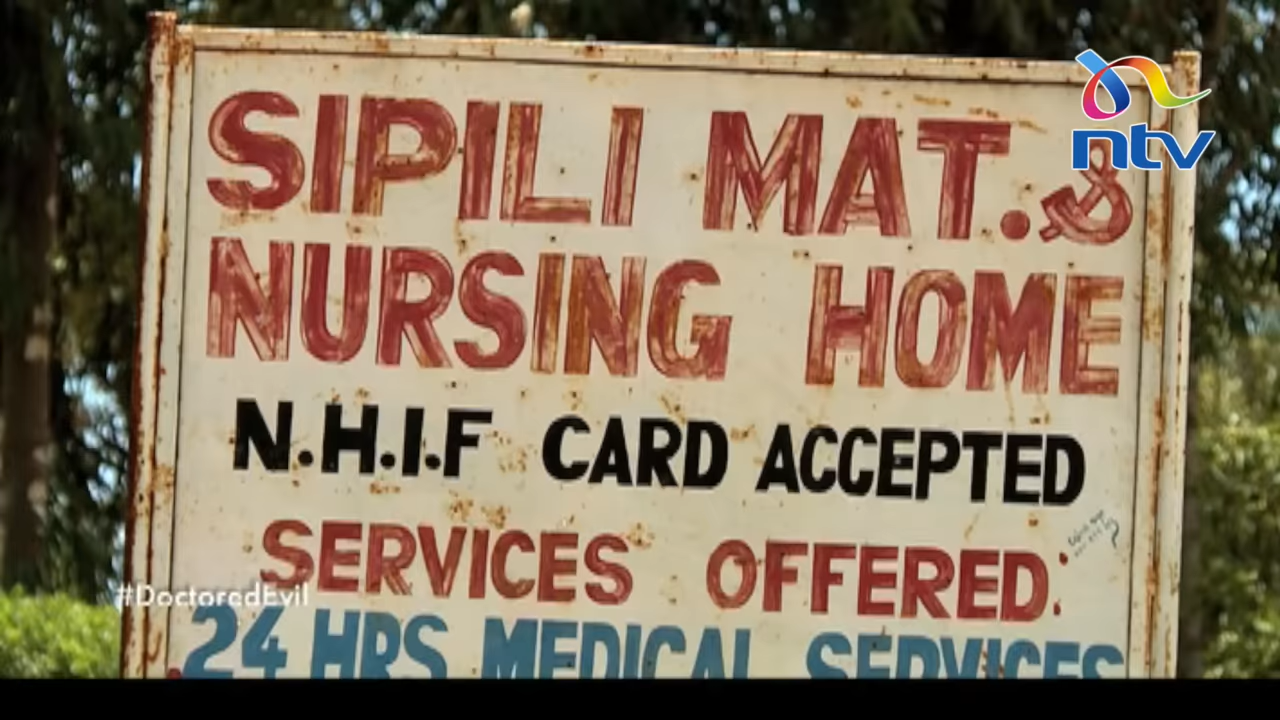 SIPILI MAT. &
NURSING HOME
N.H.I.F CARD ACCEPTED
SERVICES OFFERED:
.24 HRS MEDICAL SERVICES
#DoctoredEvil
ntv